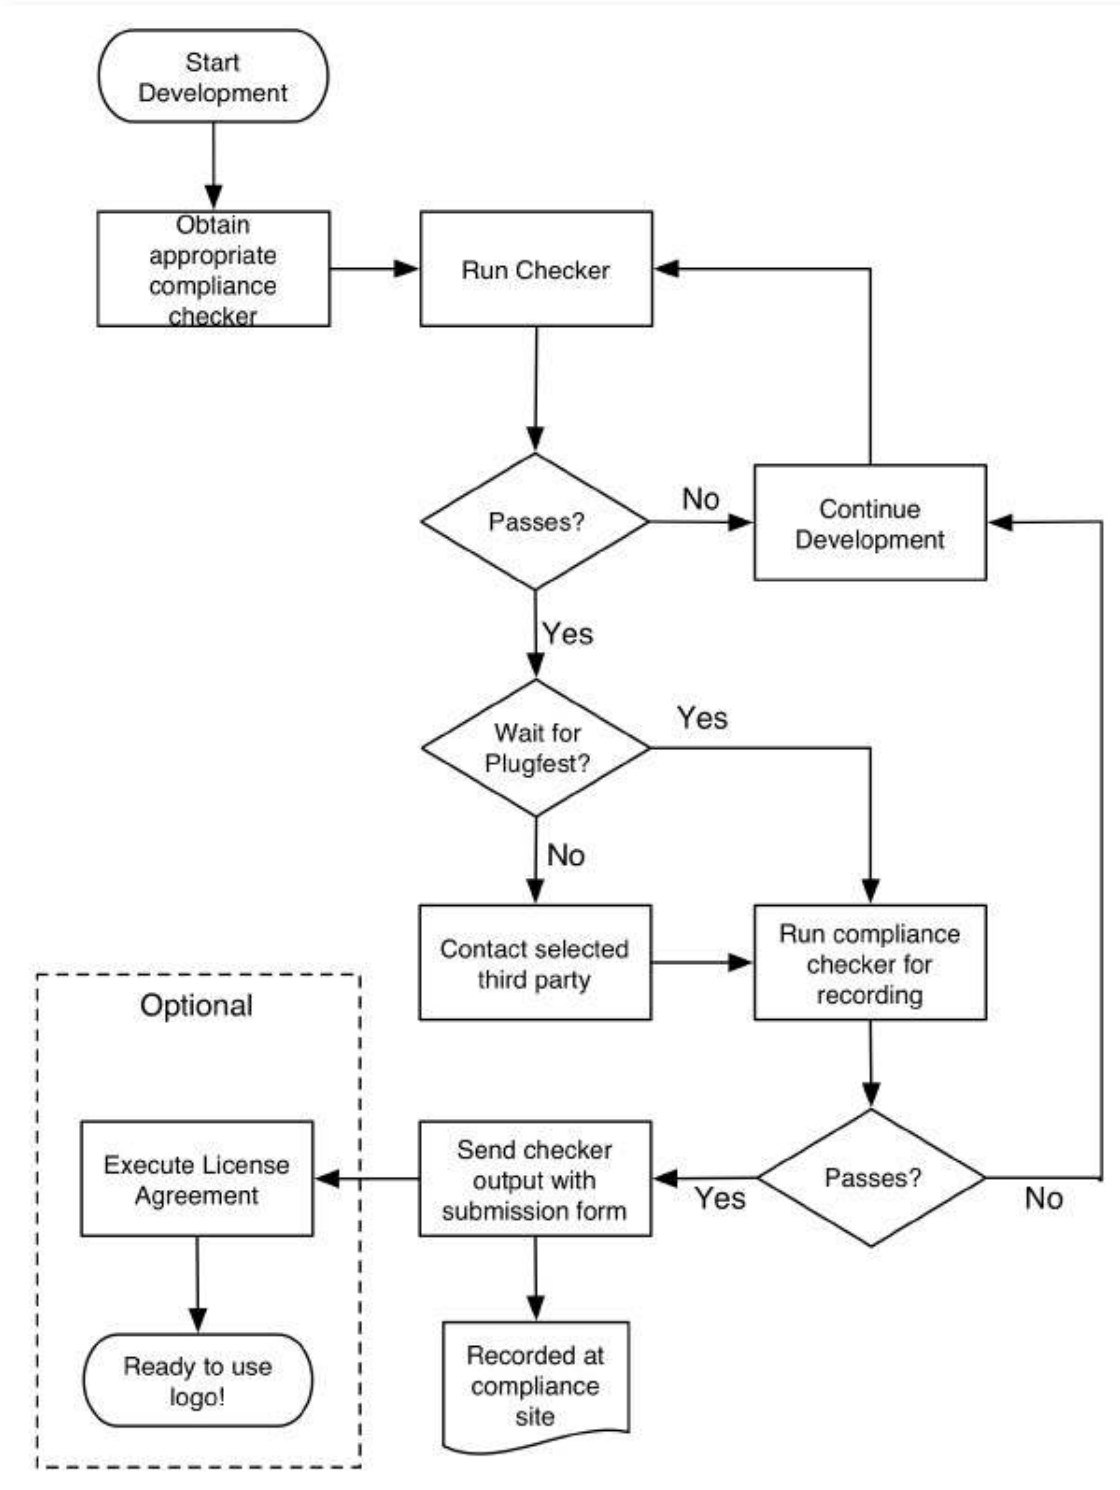 Start
Development
Obtain
appropriate
compliance
checker
Run Checker
Passes?
No
Continue
Development
Yes
Wait for
Plugfest?
Yes
No
Contact selected
third party
Run compliance
checker for
recording
Optional
Execute License
Agreement
Send checker
output with
submission form
Yes
Passes?
No
Ready to use
logo!
Recorded at
compliance
site